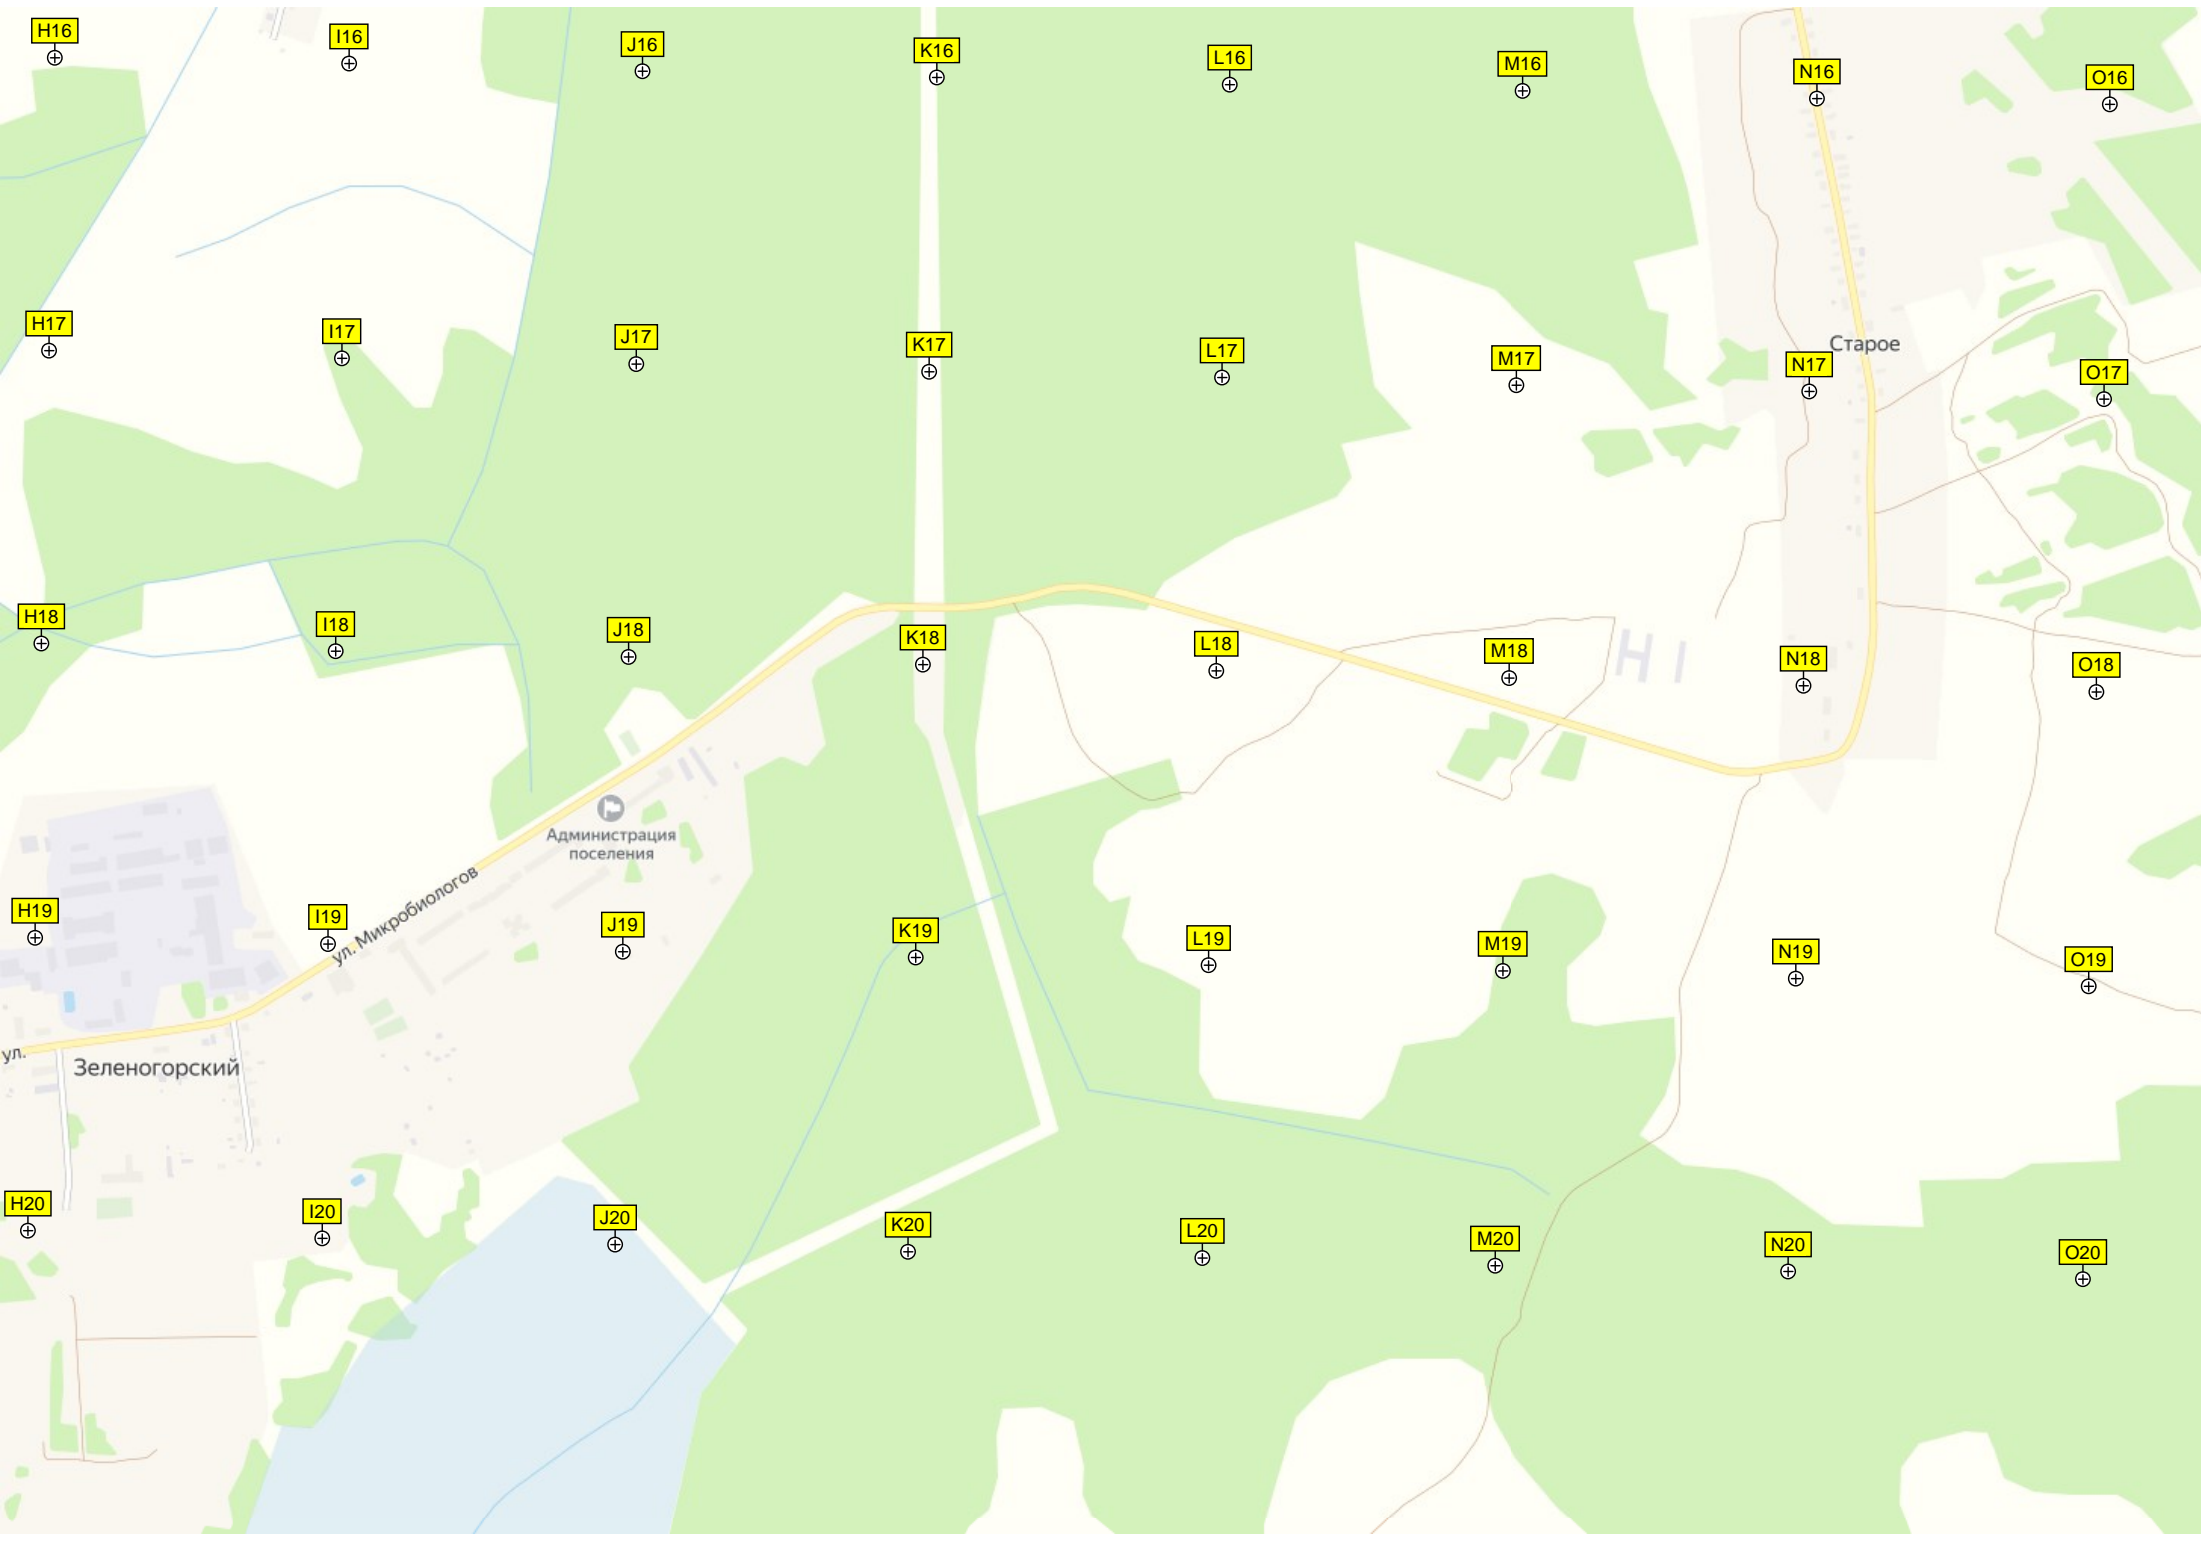 H16
I16
J16
K16
L16
M16
N16
O16
H17
I17
J17
K17
L17
M17
Старое
N17
O17
H18
I18
J18
K18
L18
M18
N18
O18
Администрация
поселения
ул. Микробиологов
H19
I19
J19
K19
L19
M19
N19
O19
ул.
Зеленогорский
H20
I20
J20
K20
L20
M20
N20
O20